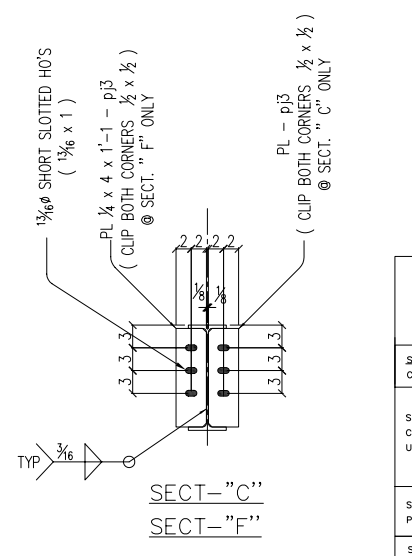 13/16ø SHORT SLOTTED HO'S
( 13/16 x 1 )
PL 1/4 x 4 x 1'-1 - pj3
( CLIP BOTH CORNERS 1/2 x 1/2 )
@ SECT. " F" ONLY
PL - pj3
( CLIP BOTH CORNERS 1/2 x 1/2 )
@ SECT. " C" ONLY
2 2 2 2
1/8 1/8
3 3
3 3
3 3
TYP 3/16
SECT-"C"
SECT-"F"
S
C
S
C
U
S
P
S